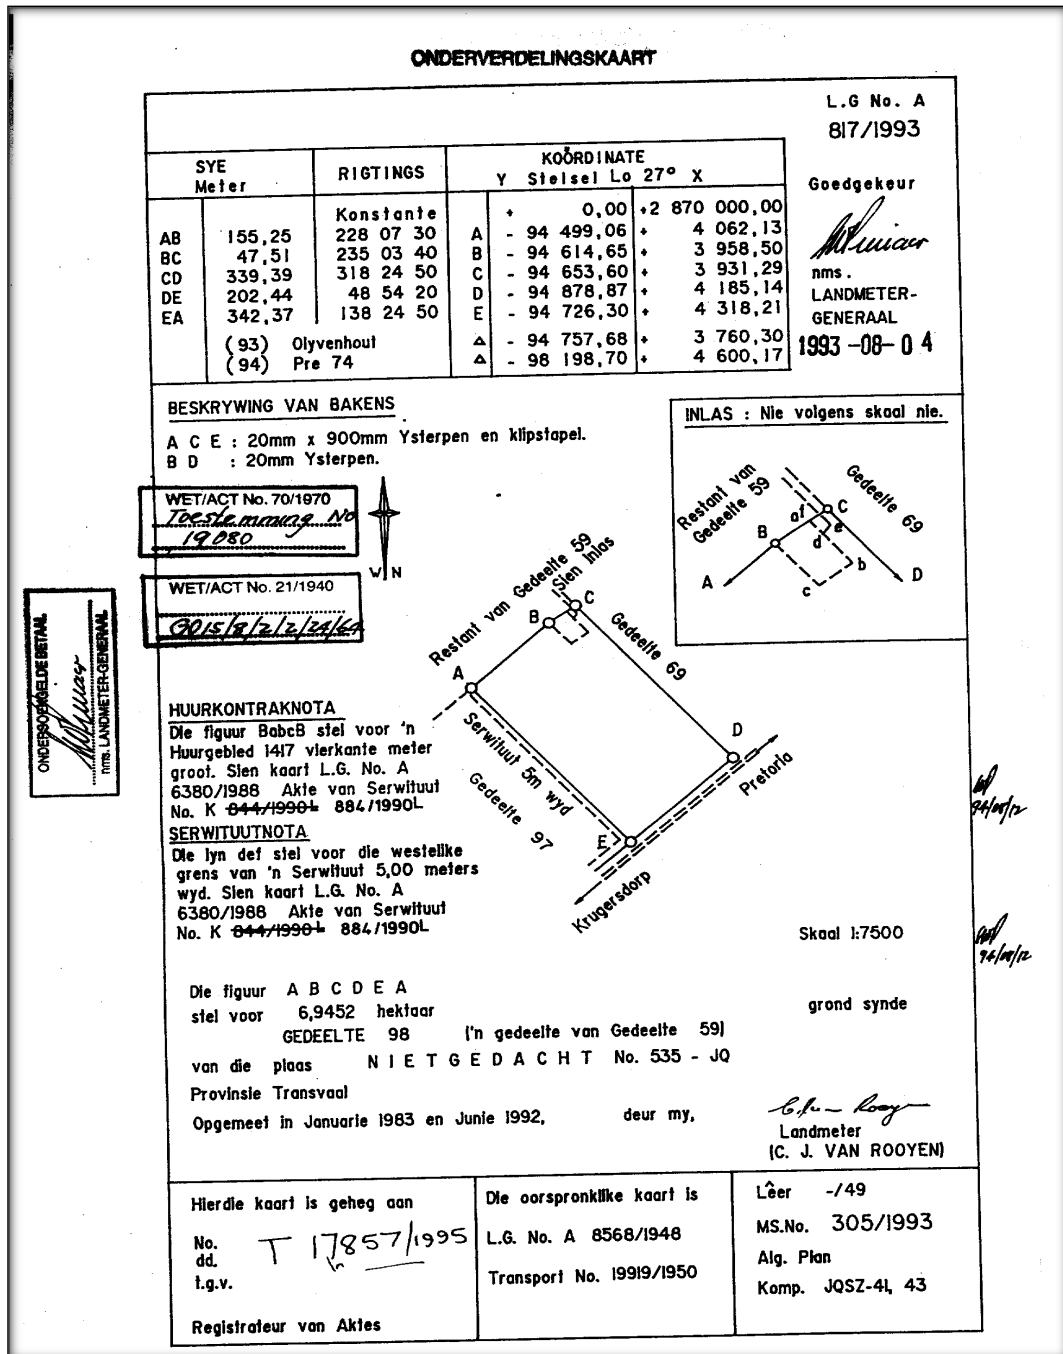 ONDERVERDELINGSKAART
L.G No. A
817/1993
SYE
Meter
RIGTINGS
KOÖRDINATE
Y Stelsel Lo 27° X
Goedgekeur
nms.
LANDMETER-
GENERAAL
1993-08-04
Konstante + 0,00 +2 870 000,00
AB 155,25 228 07 30 A - 94 499,06 + 4 062,13
BC 47,51 235 03 40 B - 94 614,65 + 3 958,50
CD 339,39 318 24 50 C - 94 653,60 + 3 931,29
DE 202,44 48 54 20 D - 94 878,87 + 4 185,14
EA 342,37 138 24 50 E - 94 726,30 + 4 318,21
(93) Olyvenhout △ - 94 757,68 + 3 760,30
(94) Pre 74 △ - 98 198,70 + 4 600,17
BESKRYWING VAN BAKENS
A C E : 20mm x 900mm Ysterpen en klipstapel.
B D : 20mm Ysterpen.
INLAS : Nie volgens skaal nie.
Restant van
Gedeelte 59
Gedeelte 69
A
B
C
D
a
f
e
d
b
c
WET/ACT No. 70/1970
Toestemming No
19080
WET/ACT No. 21/1940
GO15/8/2/2/24/64
W N
ONDERSOEKGELDE BETAAL
nms. LANDMETER-GENERAAL
Restant van Gedeelte 59
Sien Inlas
Gedeelte 69
A
B
C
D
E
Serwituut 5m wyd
Gedeelte 97
Pretoria
Krugersdorp
HUURKONTRAKNOTA
Die figuur BabcB stel voor 'n
Huurgebied 1417 vierkante meter
groot. Sien kaart L.G. No. A
6380/1988 Akte van Serwituut
No. K 844/1990L 884/1990L
SERWITUUTNOTA
Die lyn def stel voor die westelike
grens van 'n Serwituut 5,00 meters
wyd. Sien kaart L.G. No. A
6380/1988 Akte van Serwituut
No. K 844/1990L 884/1990L
Skaal 1:7500
Die figuur A B C D E A
stel voor 6,9452 hektaar grond synde
GEDEELTE 98 ('n gedeelte van Gedeelte 59)
van die plaas N I E T G E D A C H T No. 535 - JQ
Provinsie Transvaal
Opgemeet in Januarie 1983 en Junie 1992, deur my,
Landmeter
(C. J. VAN ROOYEN)
Hierdie kaart is geheg aan
No. T 17857/1995
dd.
t.g.v.
Registrateur van Aktes
Die oorspronklike kaart is
L.G. No. A 8568/1948
Transport No. 19919/1950
Lêer -/49
MS.No. 305/1993
Alg. Plan
Komp. JQSZ-41, 43